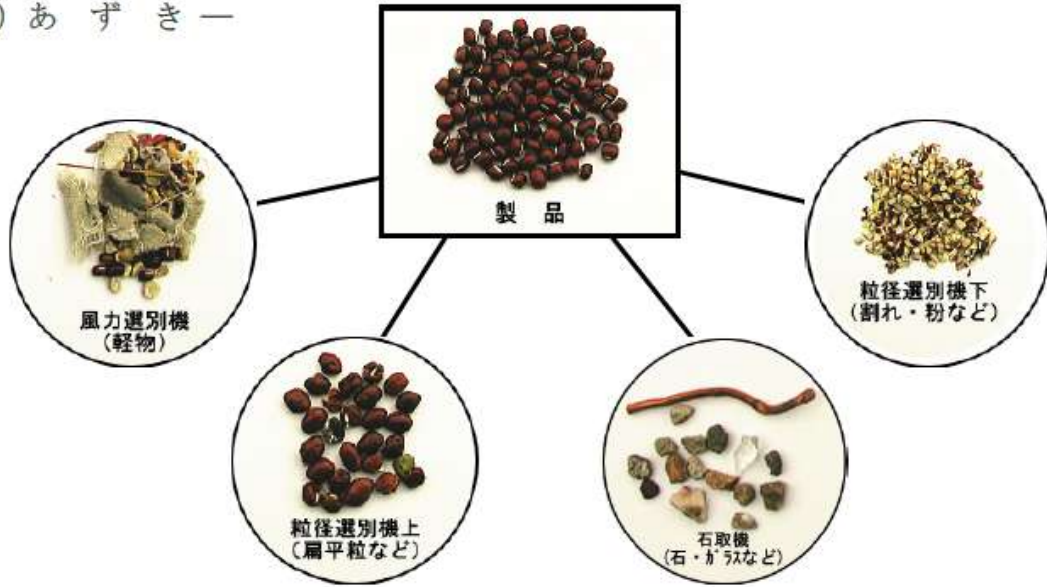 ) あ ず き ―
製 品
風力選別機
(軽物)
粒径選別機下
(割れ・粉など)
粒径選別機上
(扁平粒など)
石取機
(石・ガラスなど)